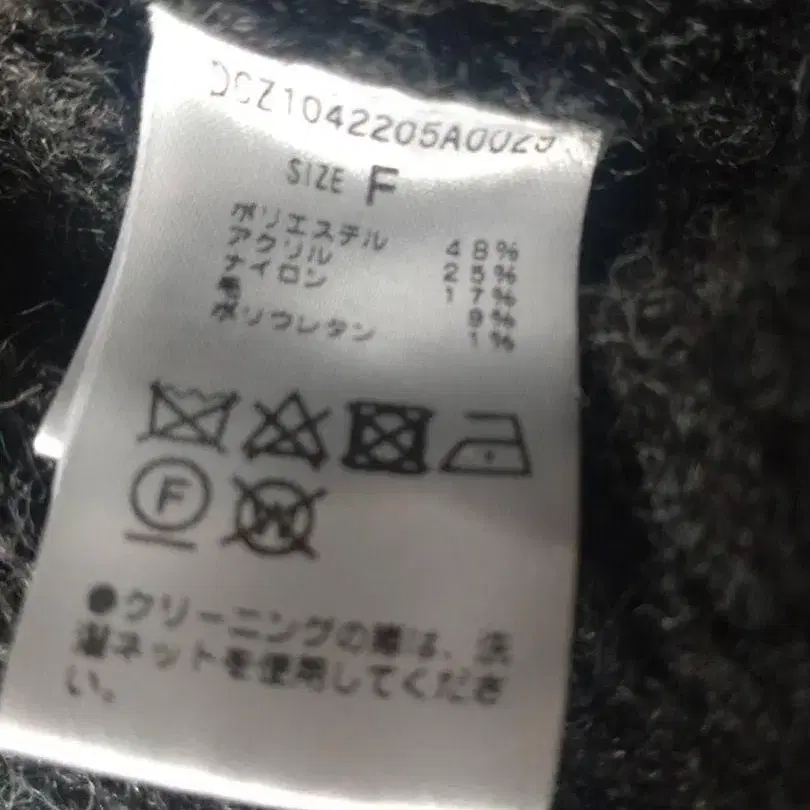 DCZ1042205A0029
SIZE F
ポリエステル 48%
アクリル 25%
ナイロン 17%
毛 9%
ポリウレタン 1%
F
W
●クリーニングの際は、洗
濯ネットを使用してくださ
い。